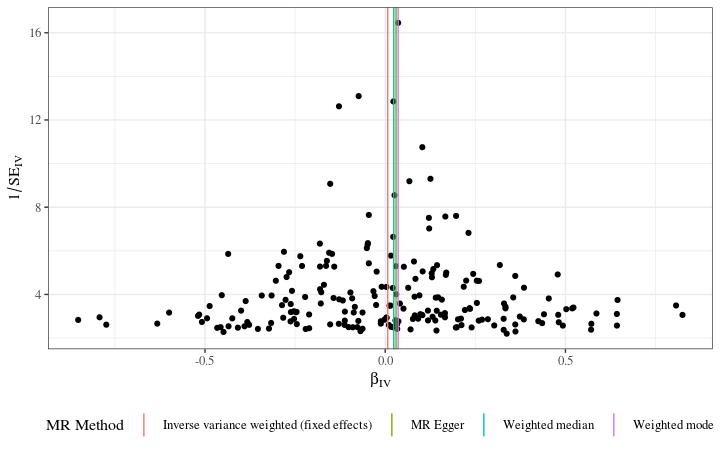 16
12
8
4
1/SE_IV
-0.5 0.0 0.5
β_IV
MR Method Inverse variance weighted (fixed effects) MR Egger Weighted median Weighted mode